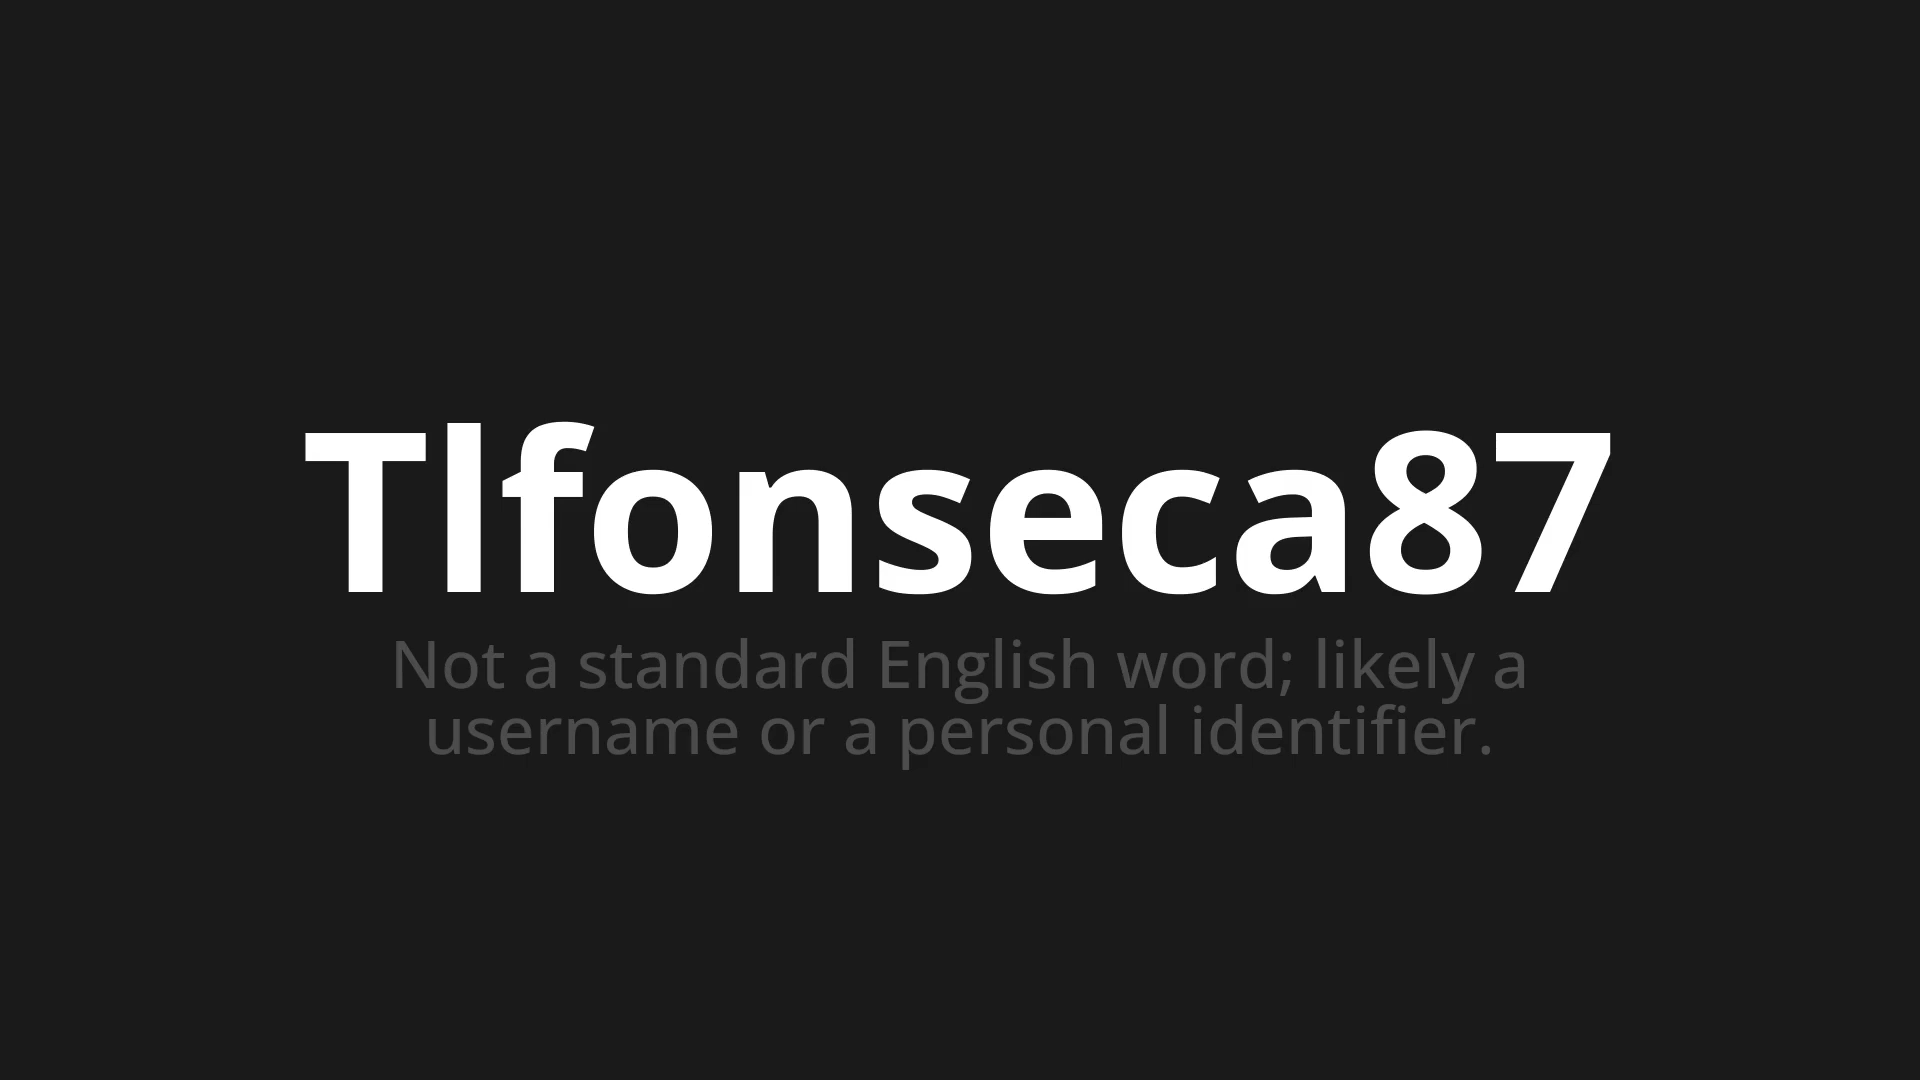 Tlfonseca87
Not a standard English word; likely a
username or a personal identifier.